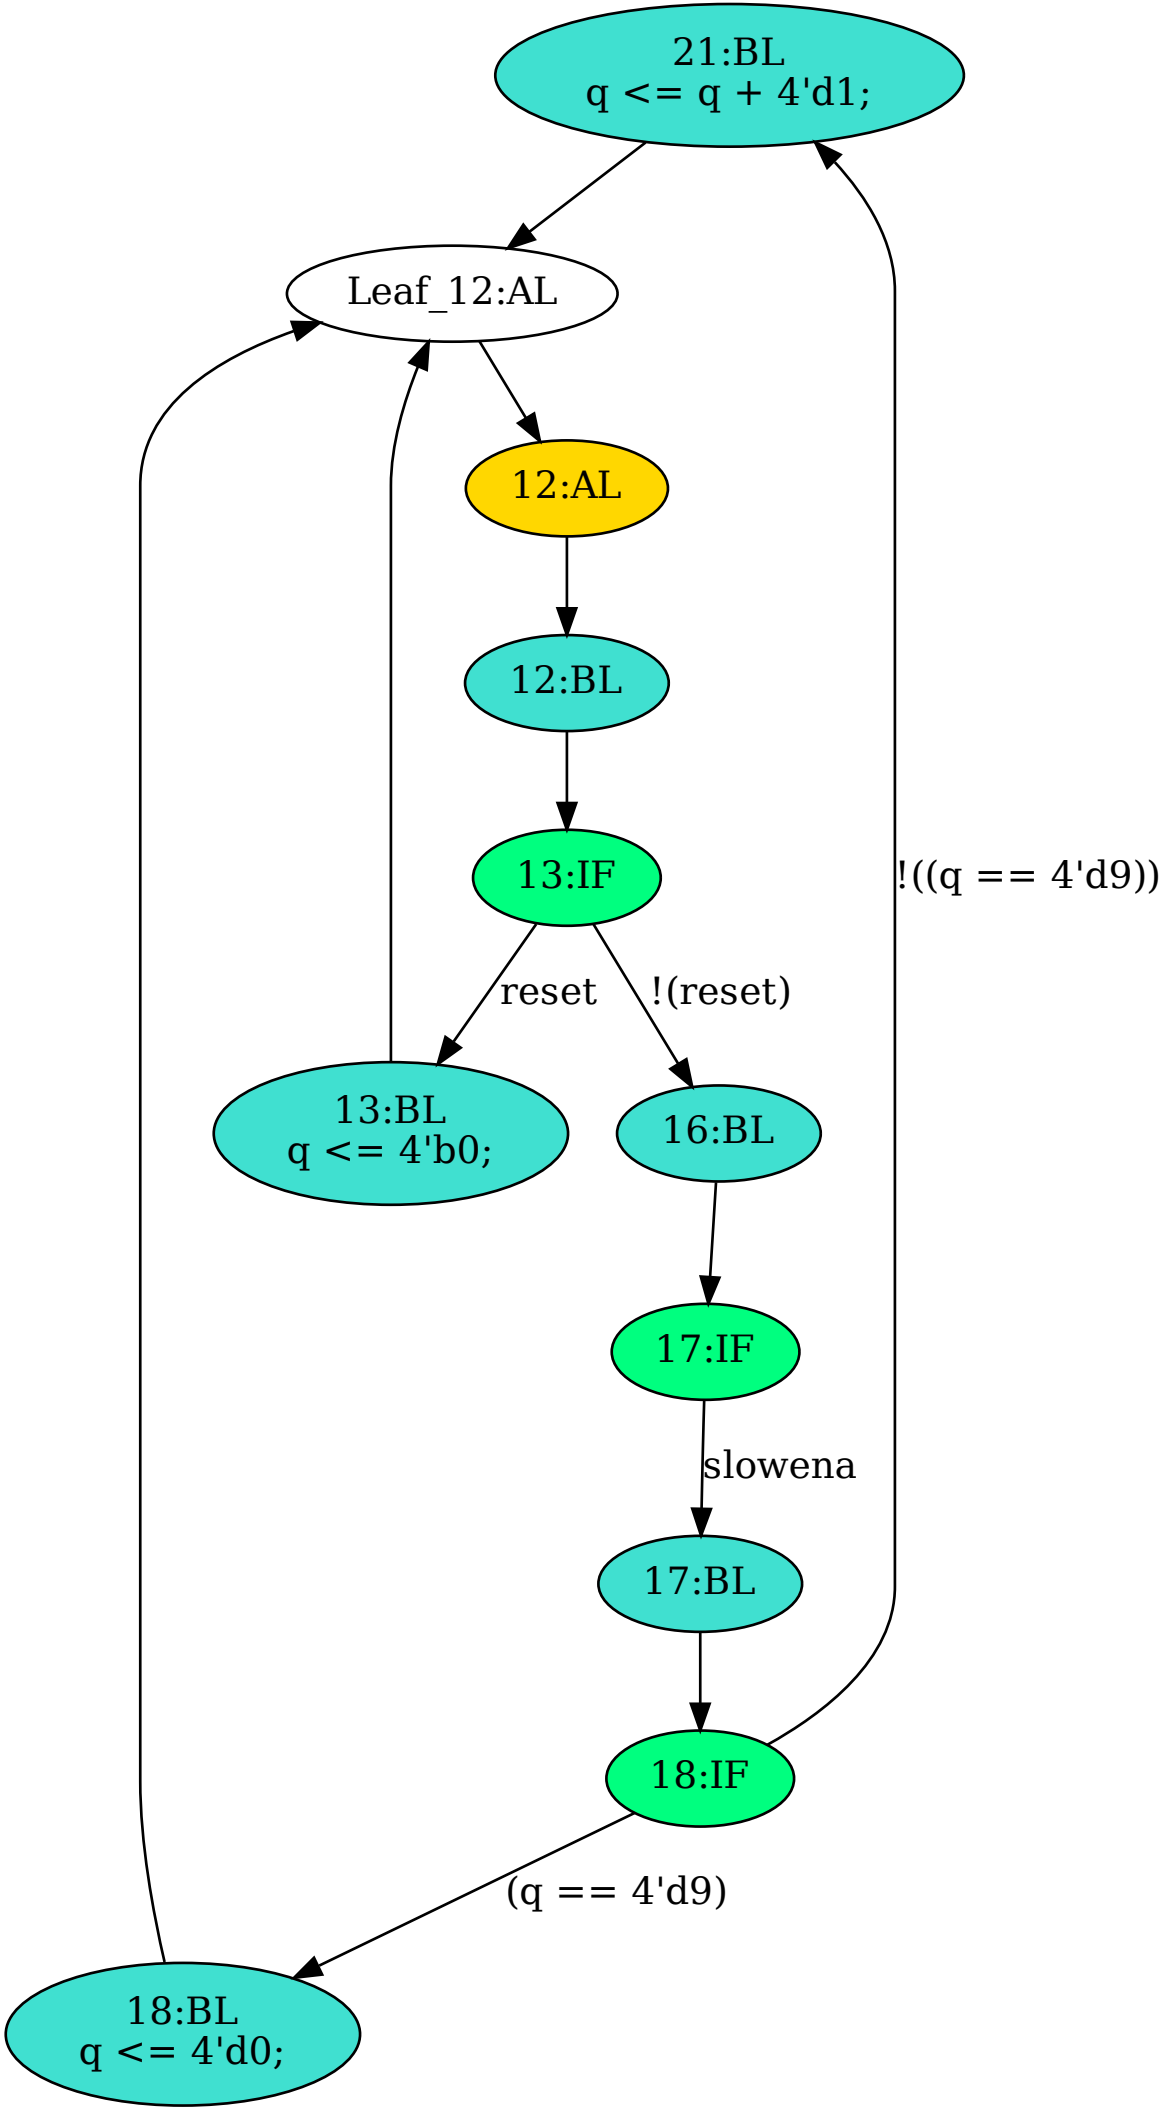 21:BL
q <= q + 4'd1;
Leaf_12:AL
12:AL
12:BL
13:IF
!((q == 4'd9))
reset
!(reset)
13:BL
q <= 4'b0;
16:BL
17:IF
slowena
17:BL
18:IF
(q == 4'd9)
18:BL
q <= 4'd0;